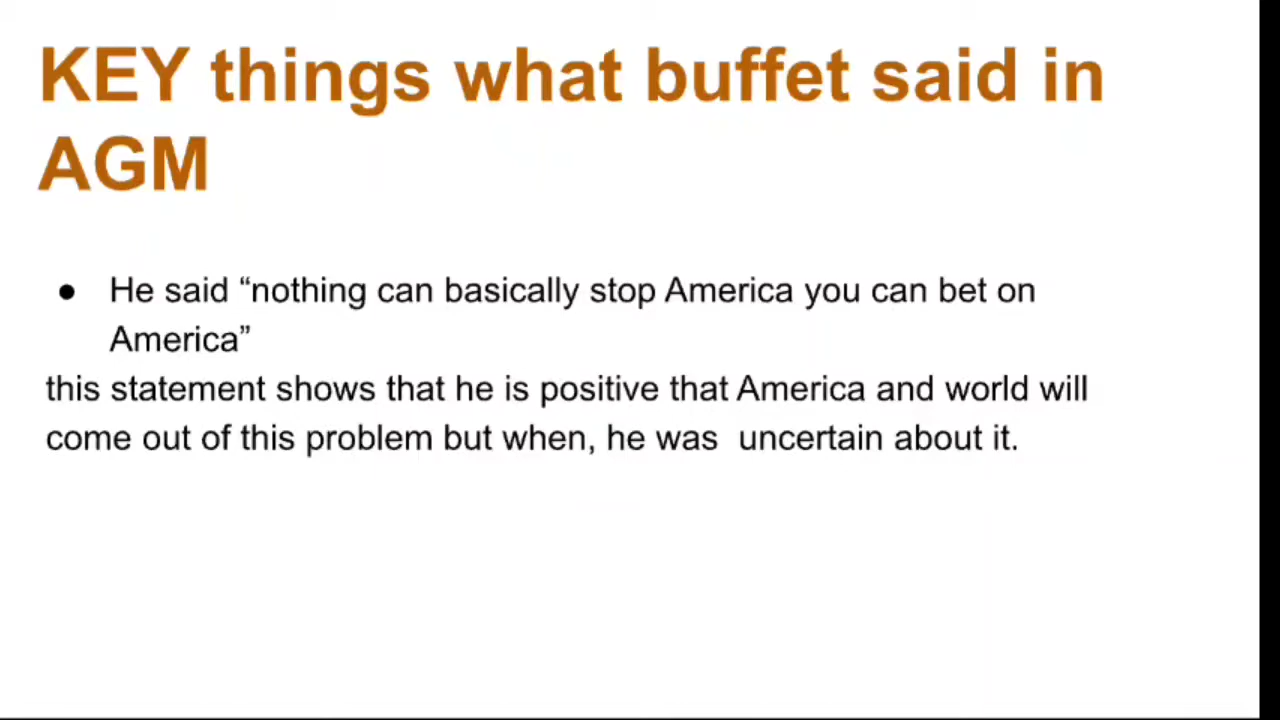 KEY things what buffet said in
AGM
● He said “nothing can basically stop America you can bet on
America”
this statement shows that he is positive that America and world will
come out of this problem but when, he was  uncertain about it.